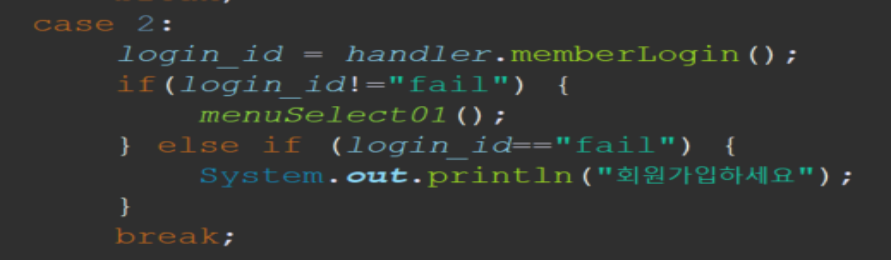 case 2:
login_id = handler.memberLogin();
if(login_id!="fail") {
menuSelect01();
} else if (login_id=="fail") {
System.out.println("회원가입하세요");
}
break;